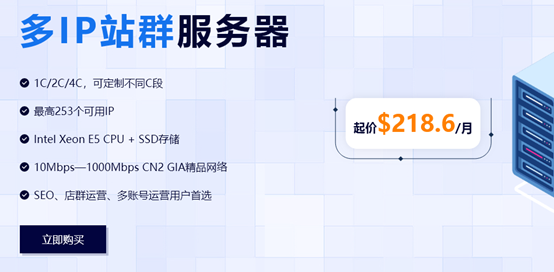 多IP站群服务器
1C/2C/4C，可定制不同C段
最高253个可用IP
Intel Xeon E5 CPU + SSD存储
10Mbps—1000Mbps CN2 GIA精品网络
SEO、店群运营、多账号运营用户首选
起价$218.6/月
立即购买